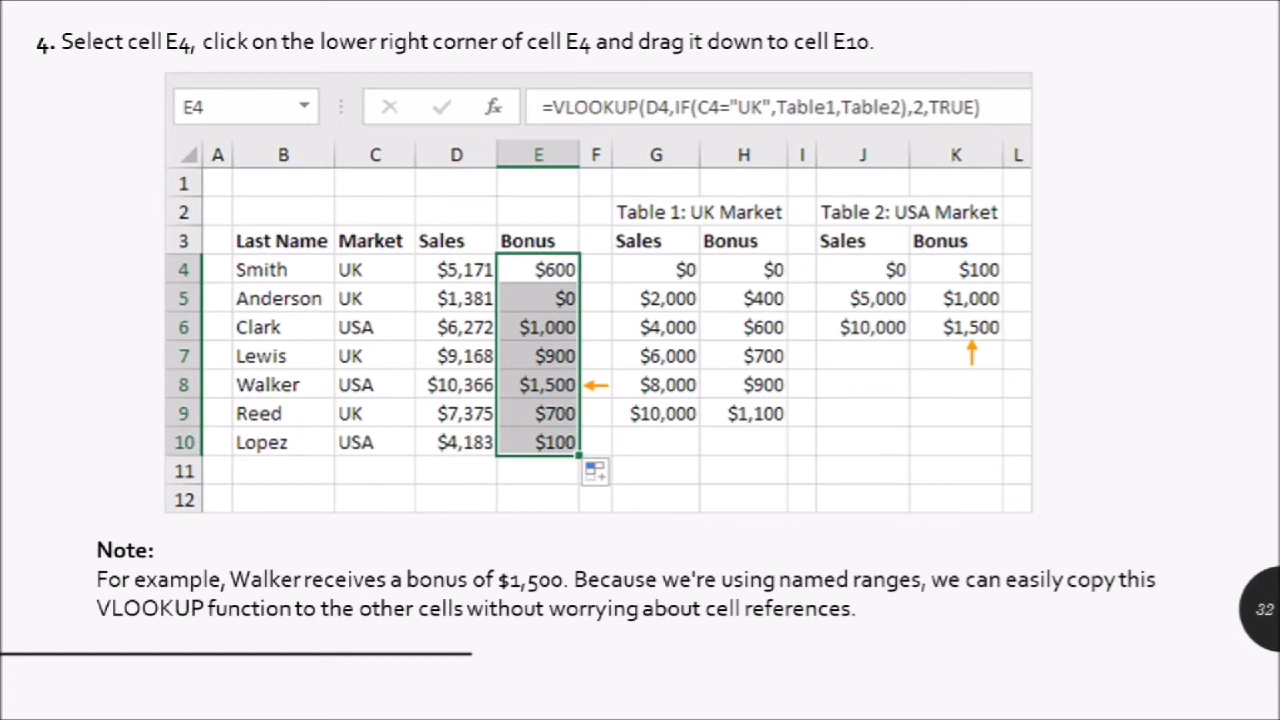 4. Select cell E4, click on the lower right corner of cell E4 and drag it down to cell E10.
E4 fx =VLOOKUP(D4,IF(C4="UK",Table1,Table2),2,TRUE)
A B C D E F G H I J K L
1
2 Table 1: UK Market Table 2: USA Market
3 Last Name Market Sales Bonus Sales Bonus Sales Bonus
4 Smith UK $5,171 $600 $0 $0 $0 $100
5 Anderson UK $1,381 $0 $2,000 $400 $5,000 $1,000
6 Clark USA $6,272 $1,000 $4,000 $600 $10,000 $1,500
7 Lewis UK $9,168 $900 $6,000 $700
8 Walker USA $10,366 $1,500 $8,000 $900
9 Reed UK $7,375 $700 $10,000 $1,100
10 Lopez USA $4,183 $100
11
12
Note:
For example, Walker receives a bonus of $1,500. Because we're using named ranges, we can easily copy this
VLOOKUP function to the other cells without worrying about cell references.
32